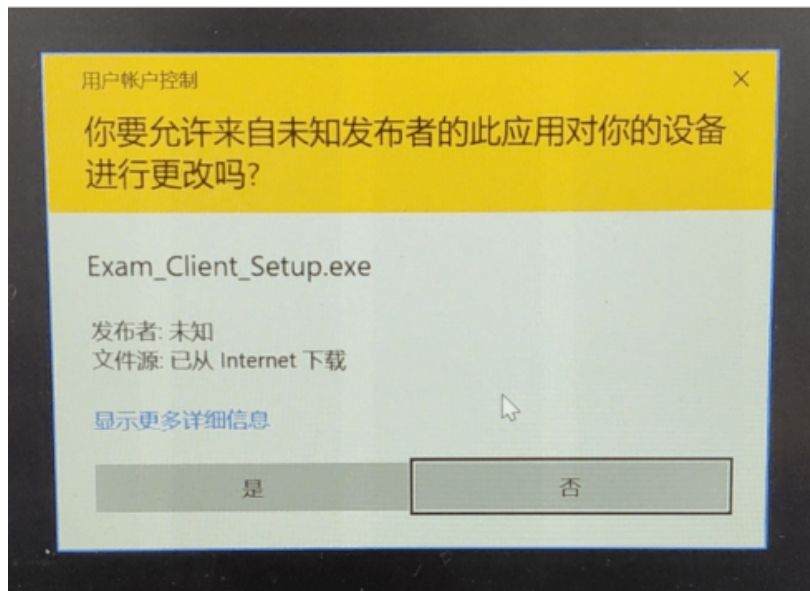 用户帐户控制
你要允许来自未知发布者的此应用对你的设备
进行更改吗?
Exam_Client_Setup.exe
发布者: 未知
文件源: 已从 Internet 下载
显示更多详细信息
是
否